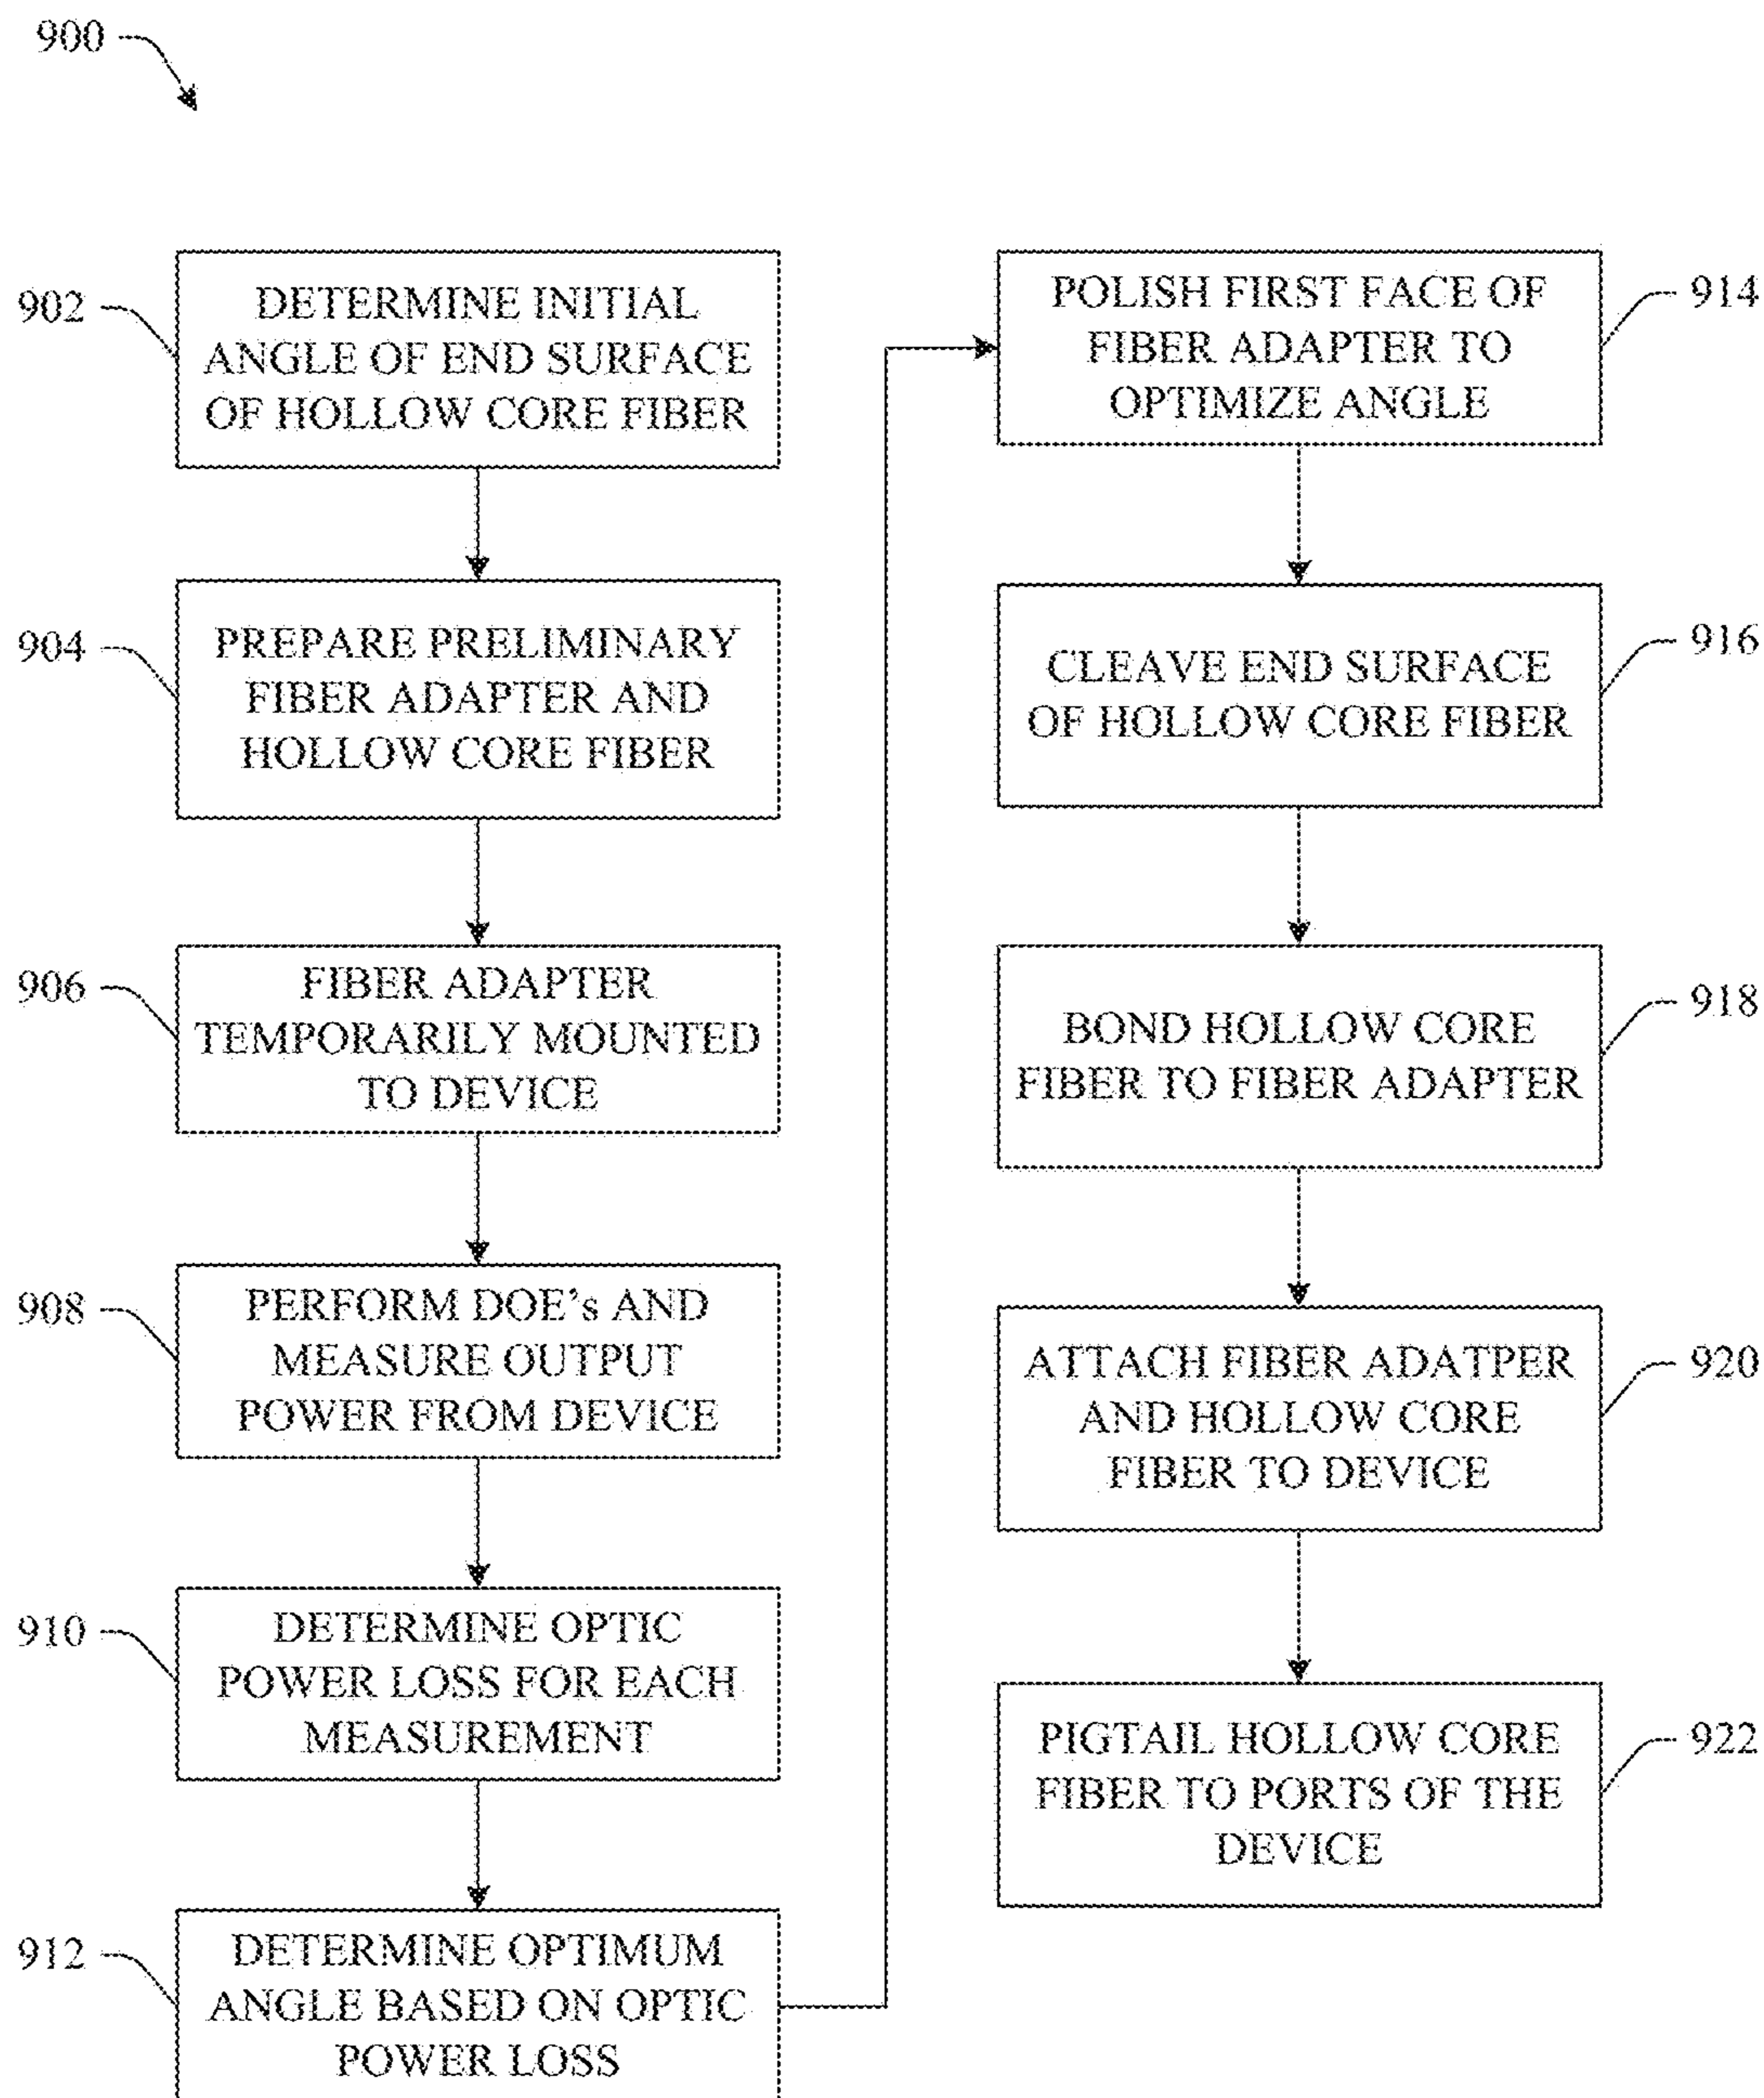 900
902
DETERMINE INITIAL
ANGLE OF END SURFACE
OF HOLLOW CORE FIBER
904
PREPARE PRELIMINARY
FIBER ADAPTER AND
HOLLOW CORE FIBER
906
FIBER ADAPTER
TEMPORARILY MOUNTED
TO DEVICE
908
PERFORM DOE's AND
MEASURE OUTPUT
POWER FROM DEVICE
910
DETERMINE OPTIC
POWER LOSS FOR EACH
MEASUREMENT
912
DETERMINE OPTIMUM
ANGLE BASED ON OPTIC
POWER LOSS
POLISH FIRST FACE OF
FIBER ADAPTER TO
OPTIMIZE ANGLE
914
CLEAVE END SURFACE
OF HOLLOW CORE FIBER
916
BOND HOLLOW CORE
FIBER TO FIBER ADAPTER
918
ATTACH FIBER ADATPER
AND HOLLOW CORE
FIBER TO DEVICE
920
PIGTAIL HOLLOW CORE
FIBER TO PORTS OF THE
DEVICE
922